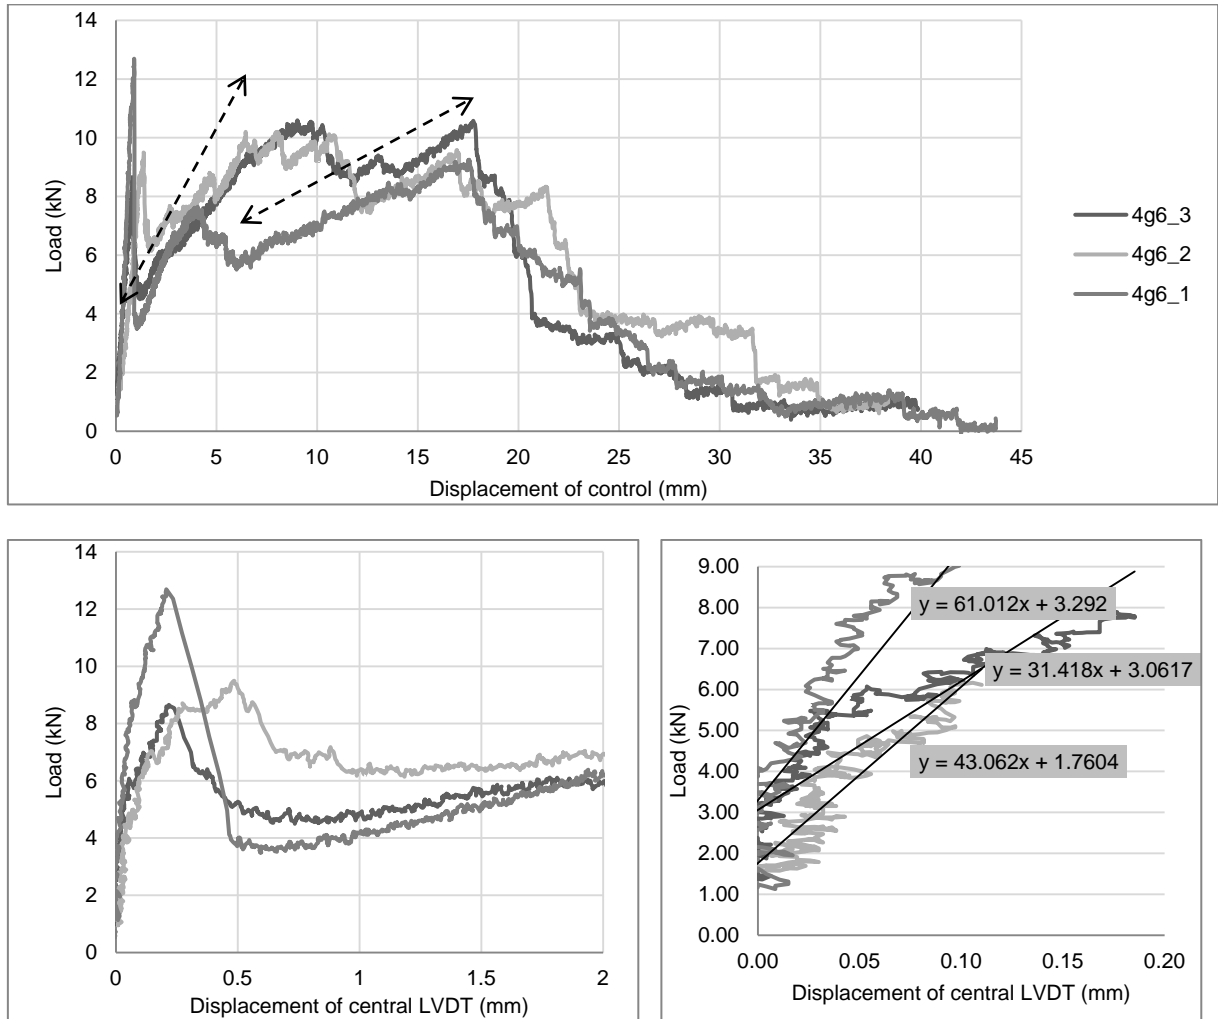 14
12
10
8
6
4
2
0
Load (kN)
0 5 10 15 20 25 30 35 40 45
Displacement of control (mm)
4g6_3
4g6_2
4g6_1
14
12
10
8
6
4
2
0
Load (kN)
0 0.5 1 1.5 2
Displacement of central LVDT (mm)
9.00
8.00
7.00
6.00
5.00
4.00
3.00
2.00
1.00
0.00
Load (kN)
y = 61.012x + 3.292
y = 31.418x + 3.0617
y = 43.062x + 1.7604
0.00 0.05 0.10 0.15 0.20
Displacement of central LVDT (mm)